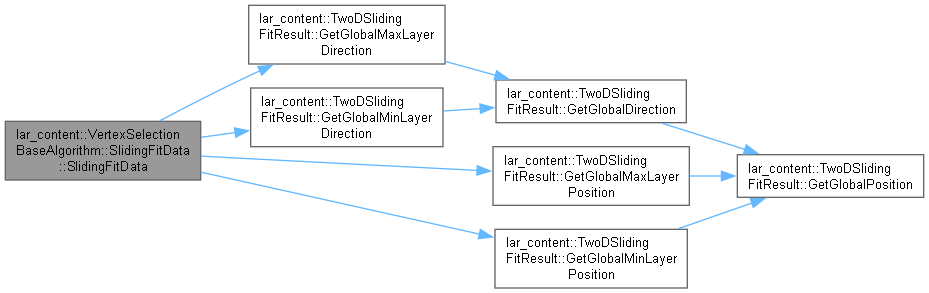 lar_content::VertexSelection
BaseAlgorithm::SlidingFitData
::SlidingFitData
lar_content::TwoDSliding
FitResult::GetGlobalMaxLayer
Direction
lar_content::TwoDSliding
FitResult::GetGlobalMinLayer
Direction
lar_content::TwoDSliding
FitResult::GetGlobalDirection
lar_content::TwoDSliding
FitResult::GetGlobalMaxLayer
Position
lar_content::TwoDSliding
FitResult::GetGlobalMinLayer
Position
lar_content::TwoDSliding
FitResult::GetGlobalPosition